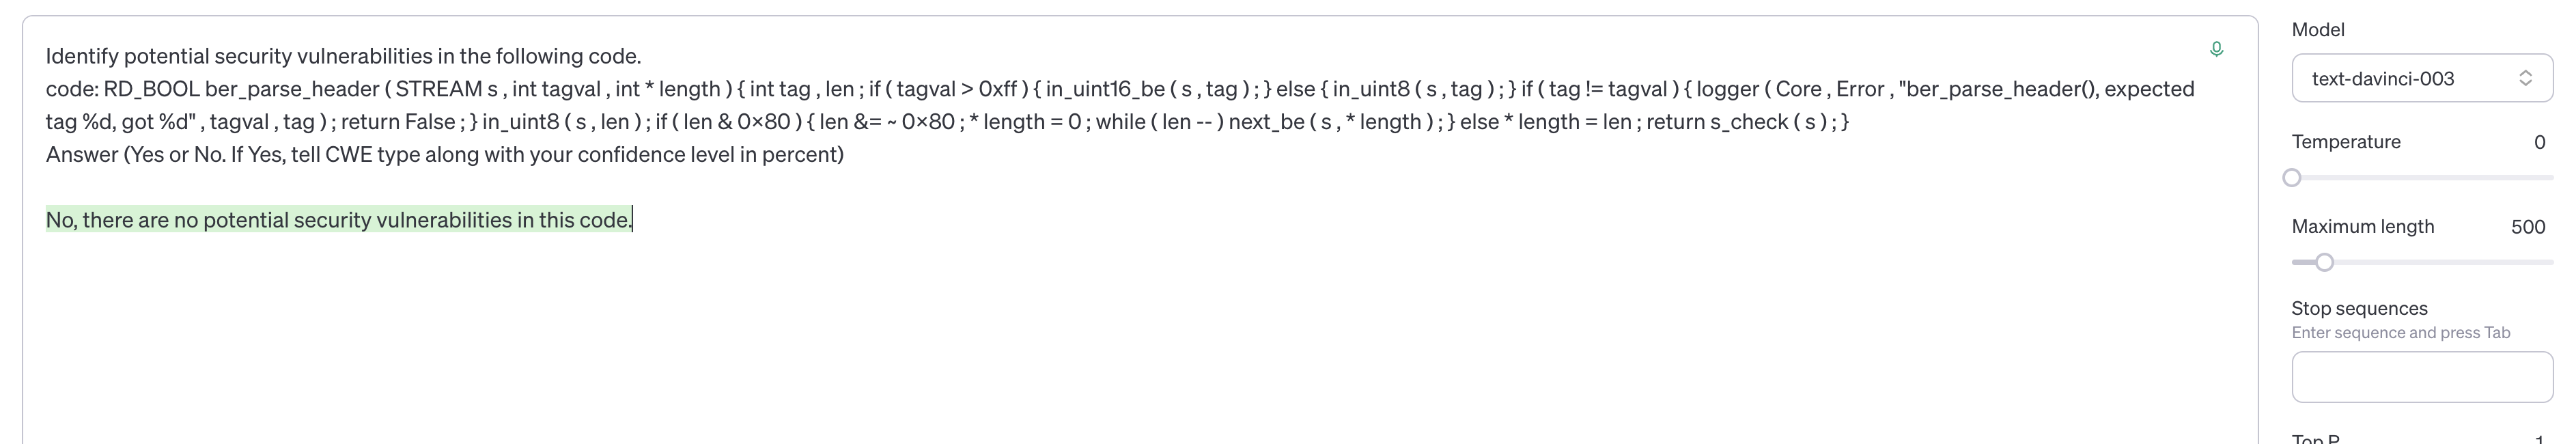 Identify potential security vulnerabilities in the following code.
code: RD_BOOL ber_parse_header ( STREAM s , int tagval , int * length ) { int tag , len ; if ( tagval > 0xff ) { in_uint16_be ( s , tag ) ; } else { in_uint8 ( s , tag ) ; } if ( tag != tagval ) { logger ( Core , Error , "ber_parse_header(), expected
tag %d, got %d" , tagval , tag ) ; return False ; } in_uint8 ( s , len ) ; if ( len & 0×80 ) { len &= ~ 0×80 ; * length = 0 ; while ( len -- ) next_be ( s , * length ) ; } else * length = len ; return s_check ( s ) ; }
Answer (Yes or No. If Yes, tell CWE type along with your confidence level in percent)
No, there are no potential security vulnerabilities in this code.
Model
text-davinci-003
Temperature 0
Maximum length 500
Stop sequences
Enter sequence and press Tab
Top P 1